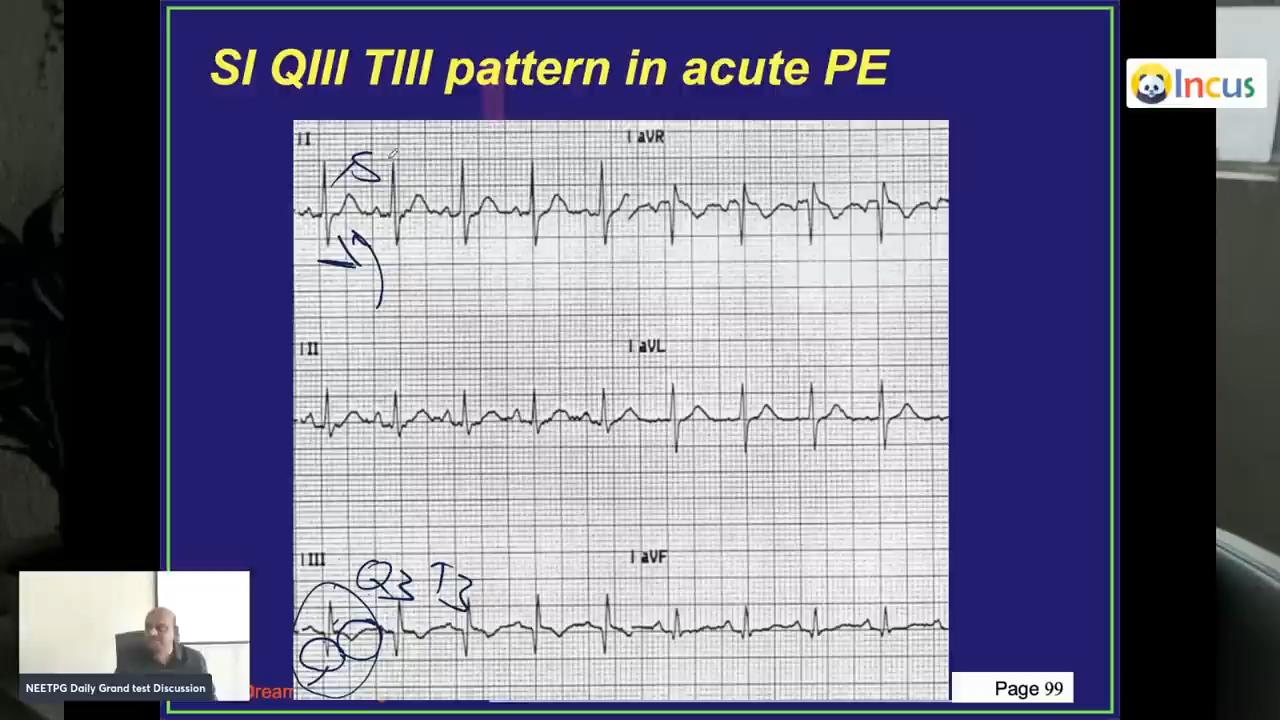 SI QIII TIII pattern in acute PE
Incus
I
aVR
S
II
aVL
III
aVF
Q3 T3
NEETPG Daily Grand test Discussion
Dream
Page 99